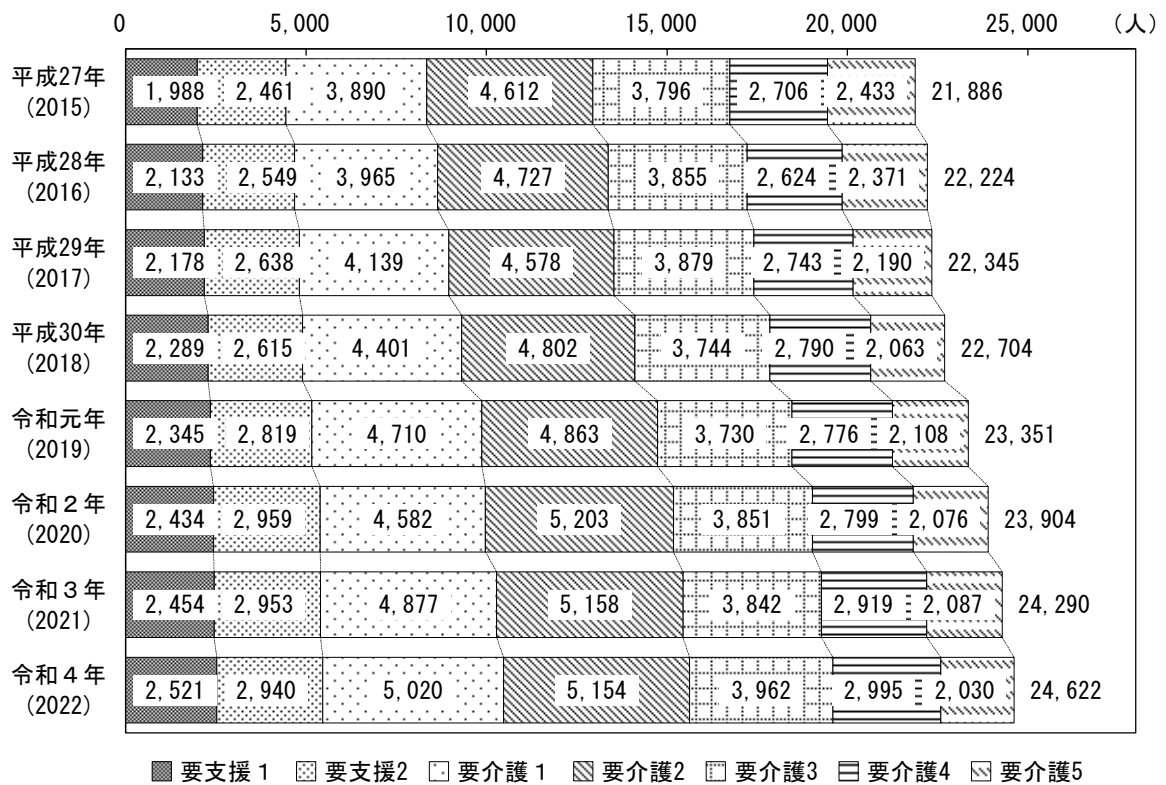 0 5,000 10,000 15,000 20,000 25,000 （人）
平成27年
(2015)
1,988 2,461 3,890 4,612 3,796 2,706 2,433 21,886
平成28年
(2016)
2,133 2,549 3,965 4,727 3,855 2,624 2,371 22,224
平成29年
(2017)
2,178 2,638 4,139 4,578 3,879 2,743 2,190 22,345
平成30年
(2018)
2,289 2,615 4,401 4,802 3,744 2,790 2,063 22,704
令和元年
(2019)
2,345 2,819 4,710 4,863 3,730 2,776 2,108 23,351
令和２年
(2020)
2,434 2,959 4,582 5,203 3,851 2,799 2,076 23,904
令和３年
(2021)
2,454 2,953 4,877 5,158 3,842 2,919 2,087 24,290
令和４年
(2022)
2,521 2,940 5,020 5,154 3,962 2,995 2,030 24,622
要支援１ 要支援2 要介護１ 要介護2 要介護3 要介護4 要介護5